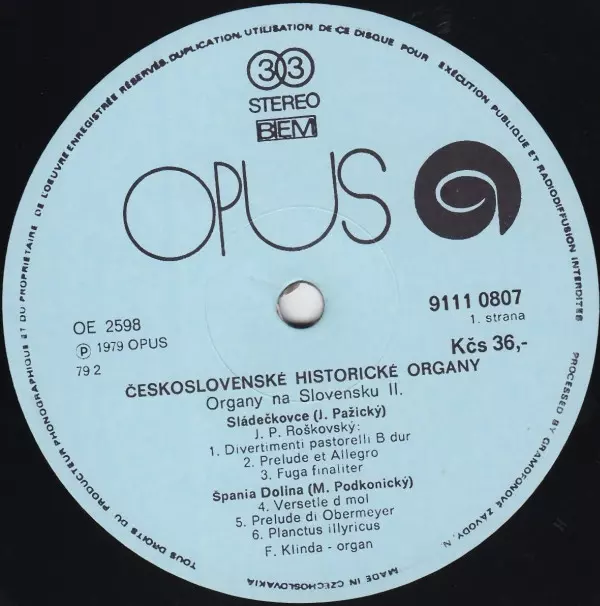 TOUS DROITS DU PRODUCTEUR PHONOGRAPHIQUE ET DU PROPRIETAIRE DE L'OEUVRE ENREGISTRÉE RÉSERVÉS. DUPLICATION, UTILISATION DE CE DISQUE POUR EXÉCUTION PUBLIQUE ET RADIODIFFUSION INTERDITES
PROCESSED BY GRAMOFONOVÉ ZÁVODY, N
MADE IN CZECHOSLOVAKIA
33
STEREO
BIEM
OPUS
OE 2598
Ⓟ 1979 OPUS
79 2
9111 0807
1. strana
Kčs 36,-
ČESKOSLOVENSKÉ HISTORICKÉ ORGANY
Organy na Slovensku II.
Sládečkovce (J. Pažický)
J. P. Roškovský:
1. Divertimenti pastorelli B dur
2. Prelude et Allegro
3. Fuga finaliter
Špania Dolina (M. Podkonický)
4. Versetle d mol
5. Prelude di Obermeyer
6. Planctus illyricus
F. Klinda - organ